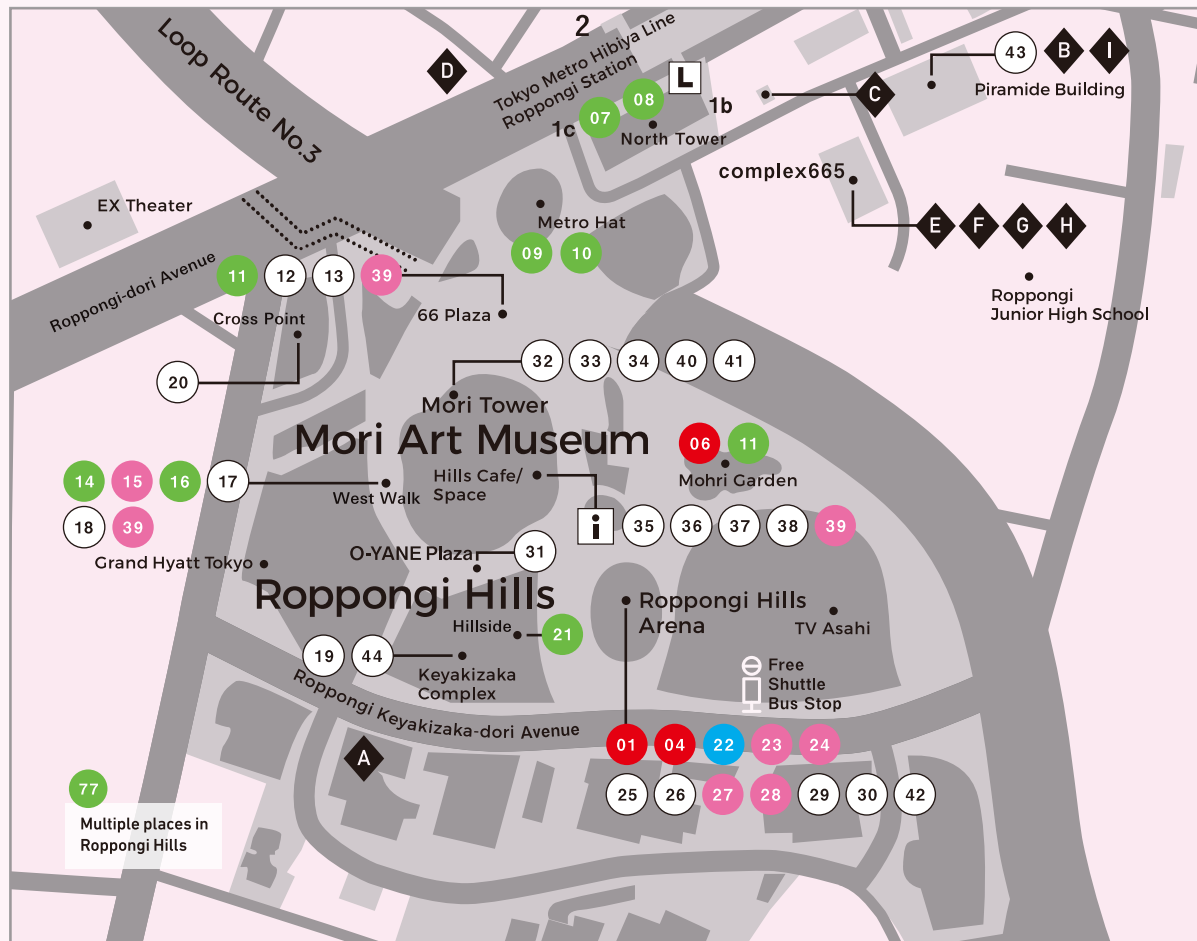 2
Tokyo Metro Hibiya Line
Roppongi Station
Loop Route No.3
D
L
08
07
1c
1b
North Tower
C
43
B
I
Piramide Building
complex665
E
F
G
H
Roppongi
Junior High School
EX Theater
Metro Hat
09
10
Roppongi-dori Avenue
11
12
13
39
Cross Point
66 Plaza
20
32
33
34
40
41
Mori Tower
Mori Art Museum
06
11
Mohri Garden
14
15
16
17
West Walk
Hills Cafe/
Space
18
39
i
35
36
37
38
39
Grand Hyatt Tokyo
O-YANE Plaza
31
Roppongi Hills
Roppongi Hills
Arena
TV Asahi
Hillside
21
19
44
Keyakizaka
Complex
Free
Shuttle
Bus Stop
Roppongi Keyakizaka-dori Avenue
A
01
04
22
23
24
25
26
27
28
29
30
42
77
Multiple places in
Roppongi Hills